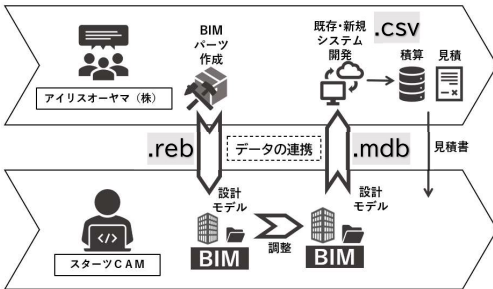 BIM
パーツ
作成
既存・新規
システム
開発
.csv
積算
見積
アイリスオーヤマ（株）
.reb
データの連携
.mdb
見積書
設計
モデル
設計
モデル
</>
BIM
調整
BIM
スターツCAM